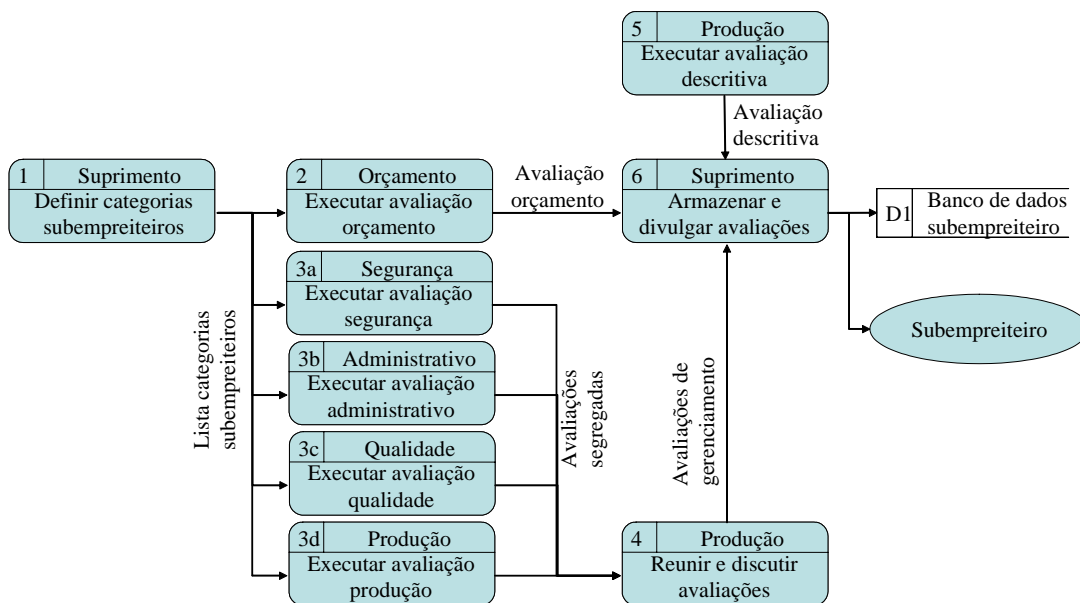 5 Produção
Executar avaliação
descritiva
Avaliação
descritiva
1 Suprimento
Definir categorias
subempreiteiros
2 Orçamento
Executar avaliação
orçamento
Avaliação
orçamento
6 Suprimento
Armazenar e
divulgar avaliações
D1 Banco de dados
subempreiteiro
3a Segurança
Executar avaliação
segurança
Subempreiteiro
3b Administrativo
Executar avaliação
administrativo
Lista categorias
subempreiteiros
Avaliações
segregadas
Avaliações de
gerenciamento
3c Qualidade
Executar avaliação
qualidade
3d Produção
Executar avaliação
produção
4 Produção
Reunir e discutir
avaliações